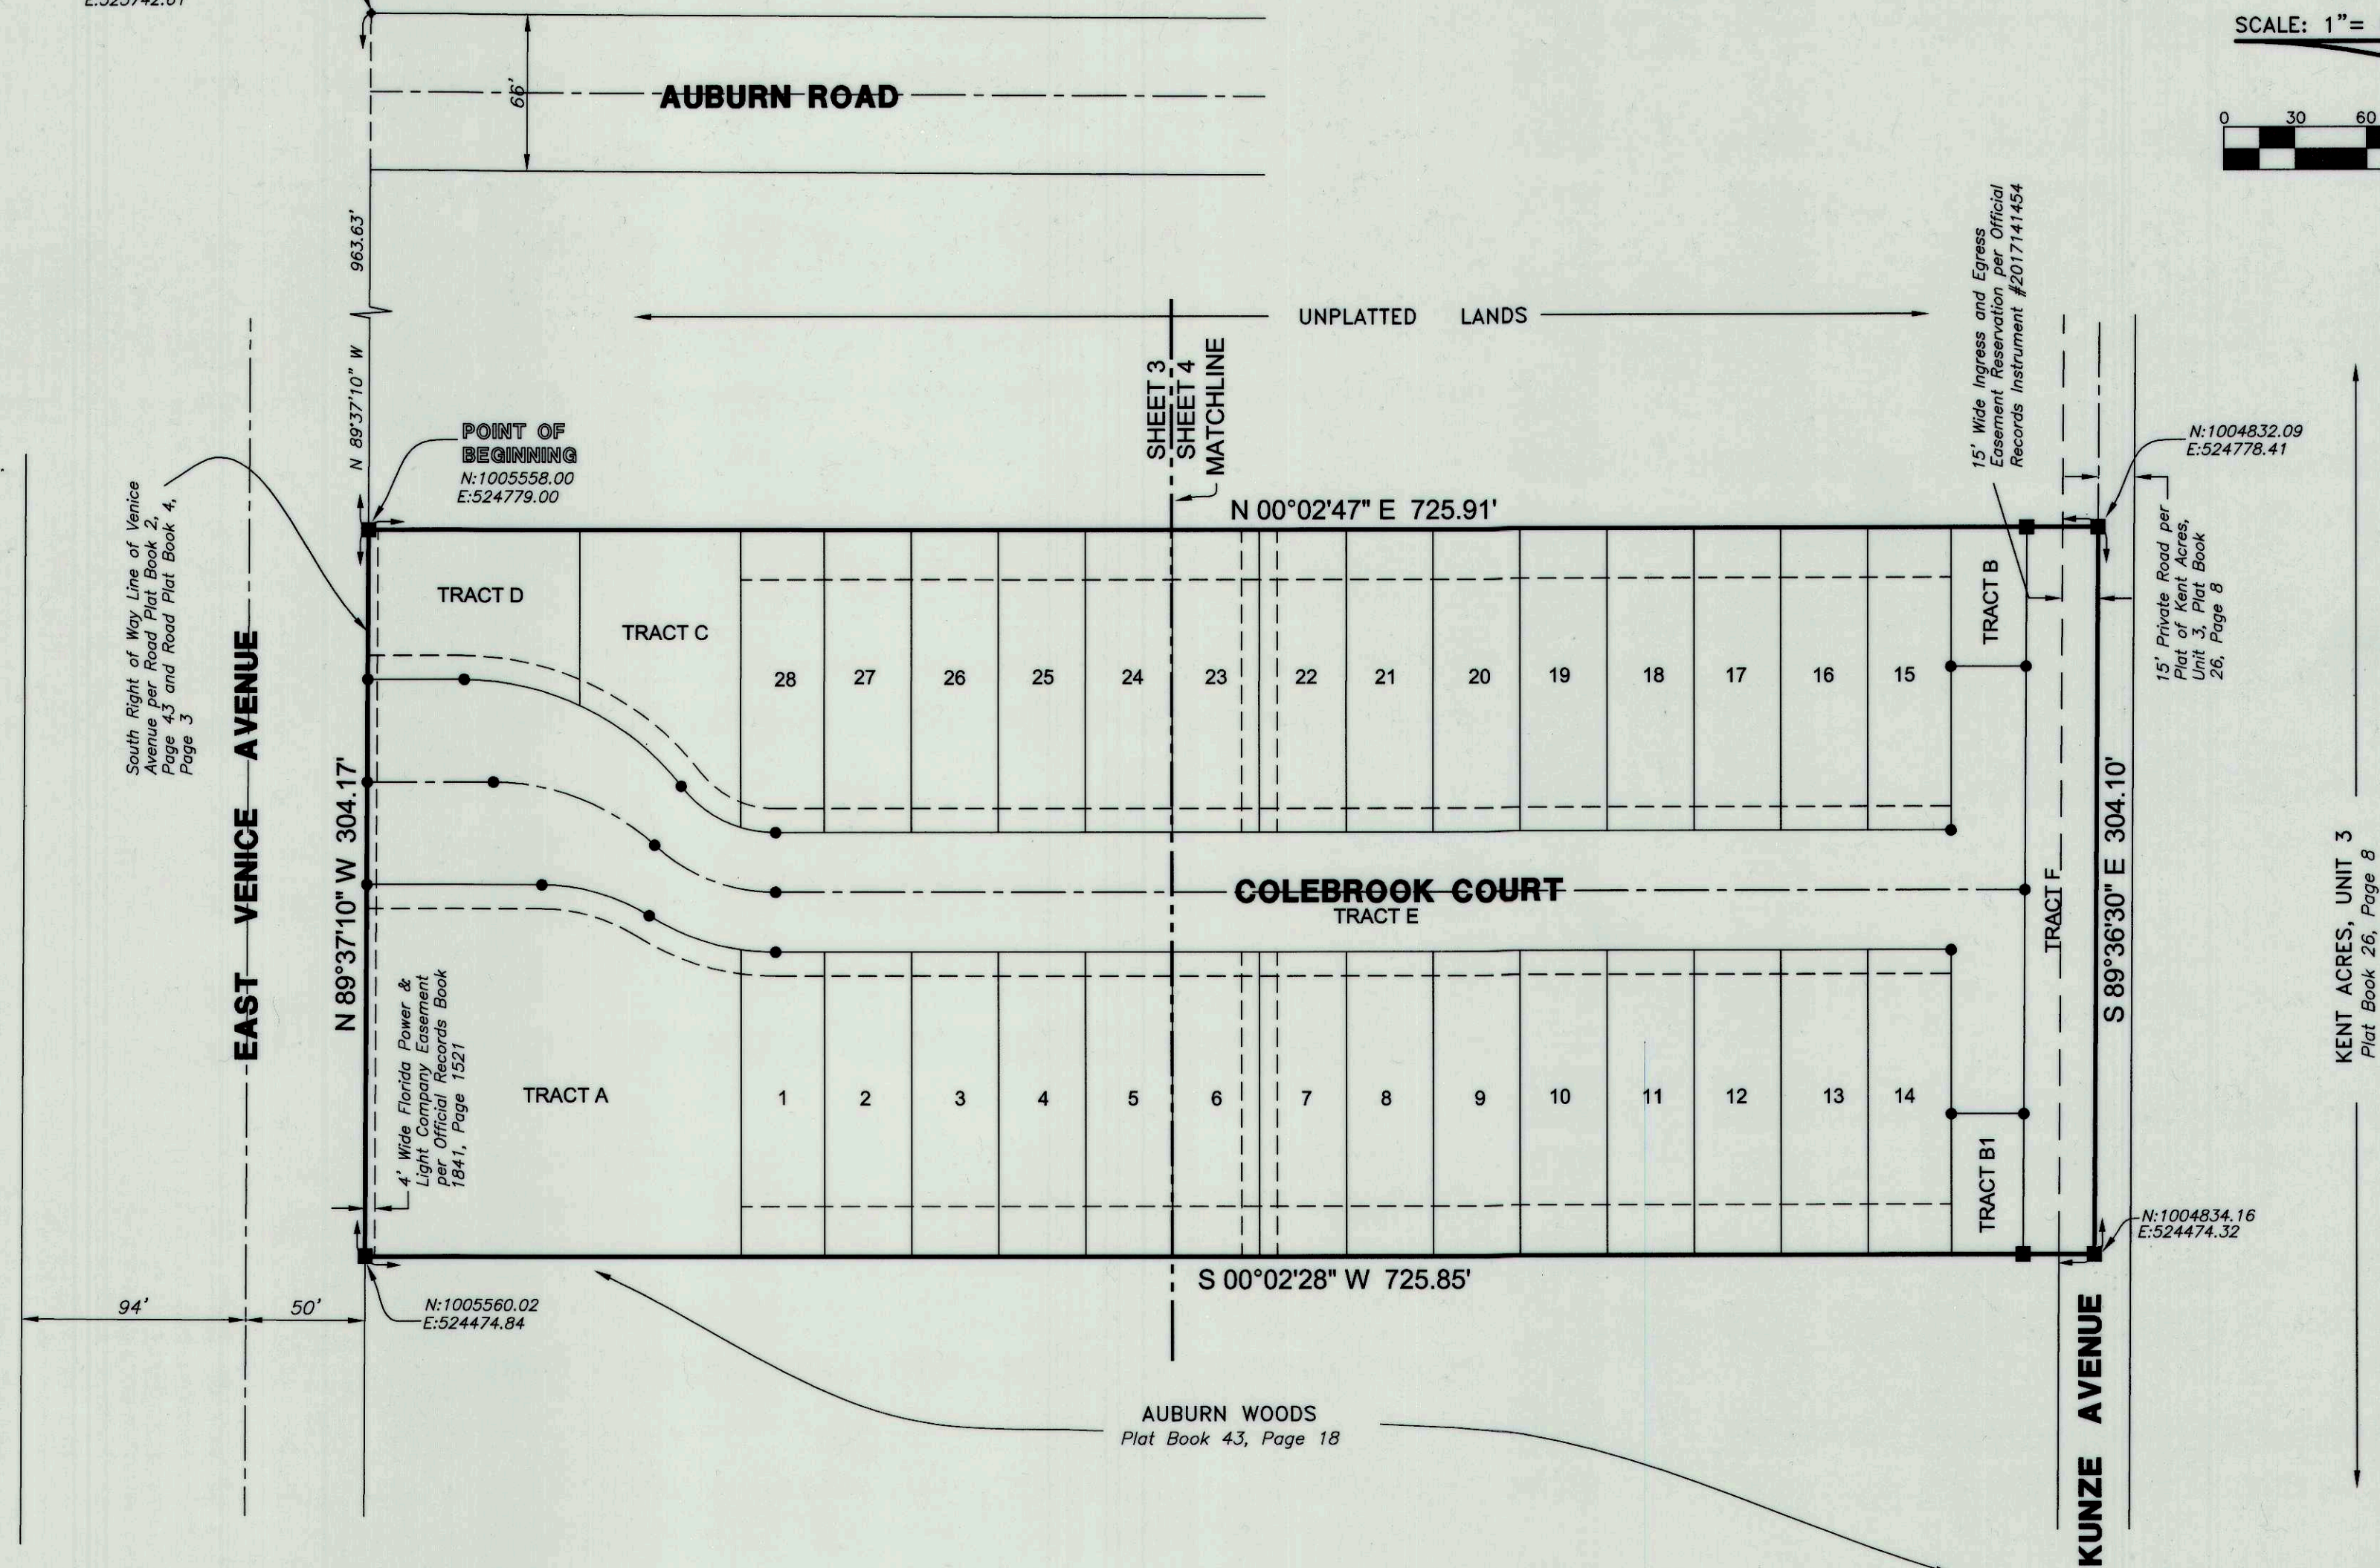 SCALE: 1"=
0 30 60
66'
AUBURN ROAD
963.63'
N 89°37'10" W
UNPLATTED LANDS
SHEET 3
SHEET 4
MATCHLINE
15' Wide Ingress and Egress
Easement Reservation per Official
Records Instrument #2017141454
POINT OF
BEGINNING
N:1005558.00
E:524779.00
N:1004832.09
E:524778.41
South Right of Way Line of Venice
Avenue per Road Plat Book 2,
Page 43 and Road Plat Book 4,
Page 3
N 00°02'47" E 725.91'
15' Private Road per
Plat of Kent Acres,
Unit 3, Plat Book
26, Page 8
TRACT D
TRACT C
TRACT B
28 27 26 25 24 23 22 21 20 19 18 17 16 15
EAST VENICE AVENUE
N 89°37'10" W 304.17'
COLEBROOK COURT
TRACT E
TRACT F
S 89°36'30" E 304.10'
KENT ACRES, UNIT 3
Plat Book 26, Page 8
4' Wide Florida Power &
Light Company Easement
per Official Records Book
1841, Page 1521
TRACT A
1 2 3 4 5 6 7 8 9 10 11 12 13 14
TRACT B1
N:1004834.16
E:524474.32
S 00°02'28" W 725.85'
94' 50'
N:1005560.02
E:524474.84
AUBURN WOODS
Plat Book 43, Page 18
KUNZE AVENUE